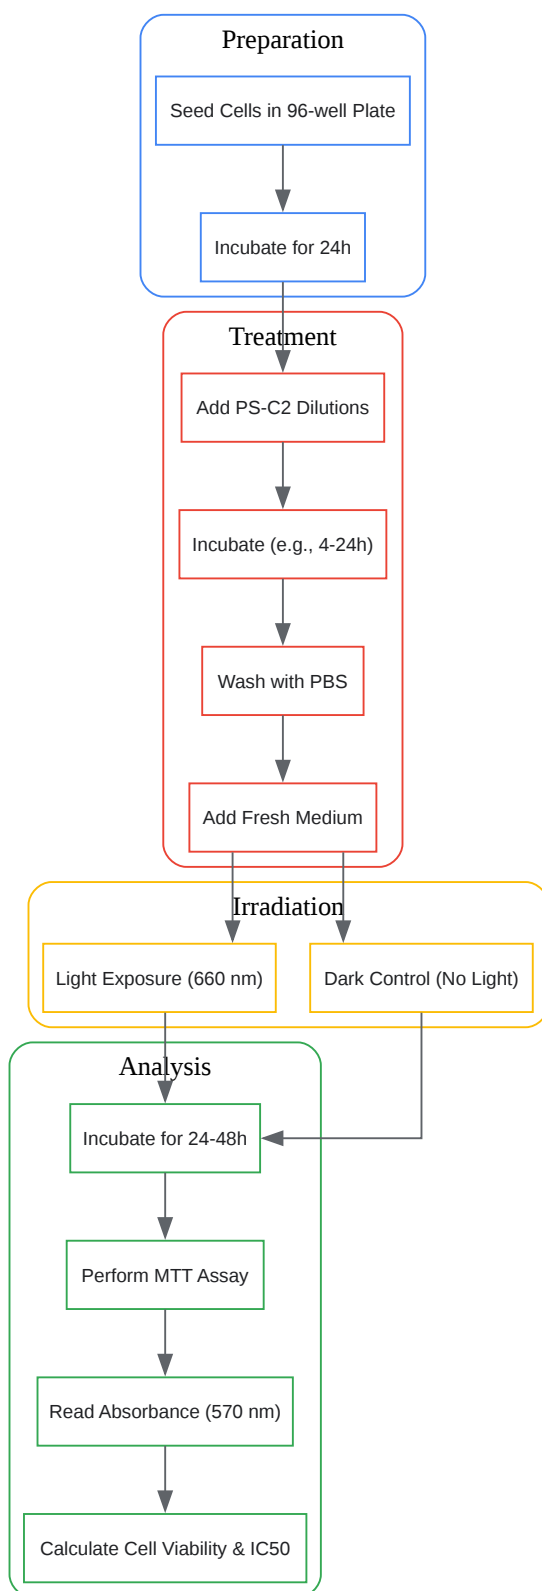 Preparation
Seed Cells in 96-well Plate
Incubate for 24h
Treatment
Add PS-C2 Dilutions
Incubate (e.g., 4-24h)
Wash with PBS
Add Fresh Medium
Irradiation
Light Exposure (660 nm)
Dark Control (No Light)
Analysis
Incubate for 24-48h
Perform MTT Assay
Read Absorbance (570 nm)
Calculate Cell Viability & IC50